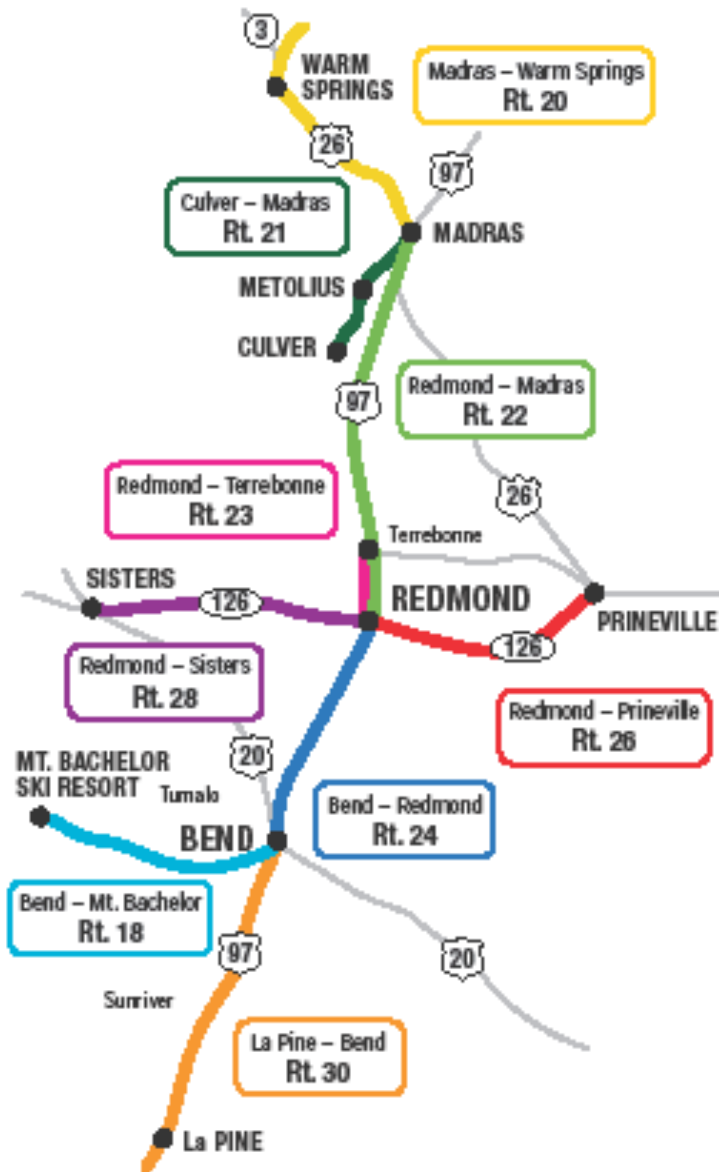 3
WARM
SPRINGS
Madras – Warm Springs
Rt. 20
26
97
Culver – Madras
Rt. 21
MADRAS
METOLIUS
CULVER
97
Redmond – Madras
Rt. 22
Redmond – Terrebonne
Rt. 23
26
Terrebonne
SISTERS
126
REDMOND
PRINEVILLE
126
Redmond – Sisters
Rt. 28
Redmond – Prineville
Rt. 26
20
MT. BACHELOR
SKI RESORT
Tumalo
Bend – Redmond
Rt. 24
BEND
Bend – Mt. Bachelor
Rt. 18
97
20
Sunriver
La Pine – Bend
Rt. 30
La PINE